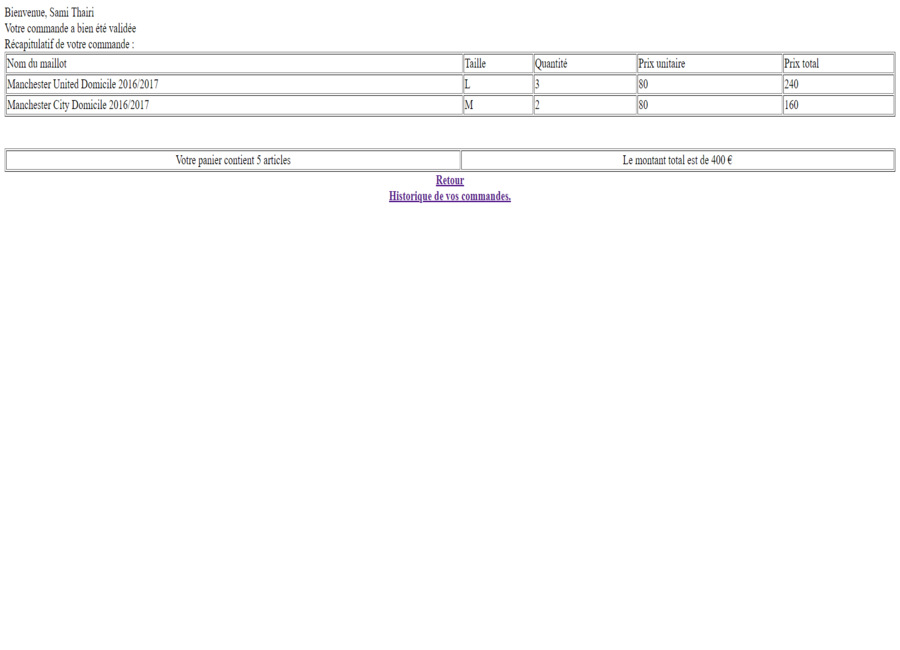 Bienvenue, Sami Thairi
Votre commande a bien été validée
Récapitulatif de votre commande :
Nom du maillot Taille Quantité Prix unitaire Prix total
Manchester United Domicile 2016/2017 L 3 80 240
Manchester City Domicile 2016/2017 M 2 80 160
Votre panier contient 5 articles Le montant total est de 400 €
Retour
Historique de vos commandes.